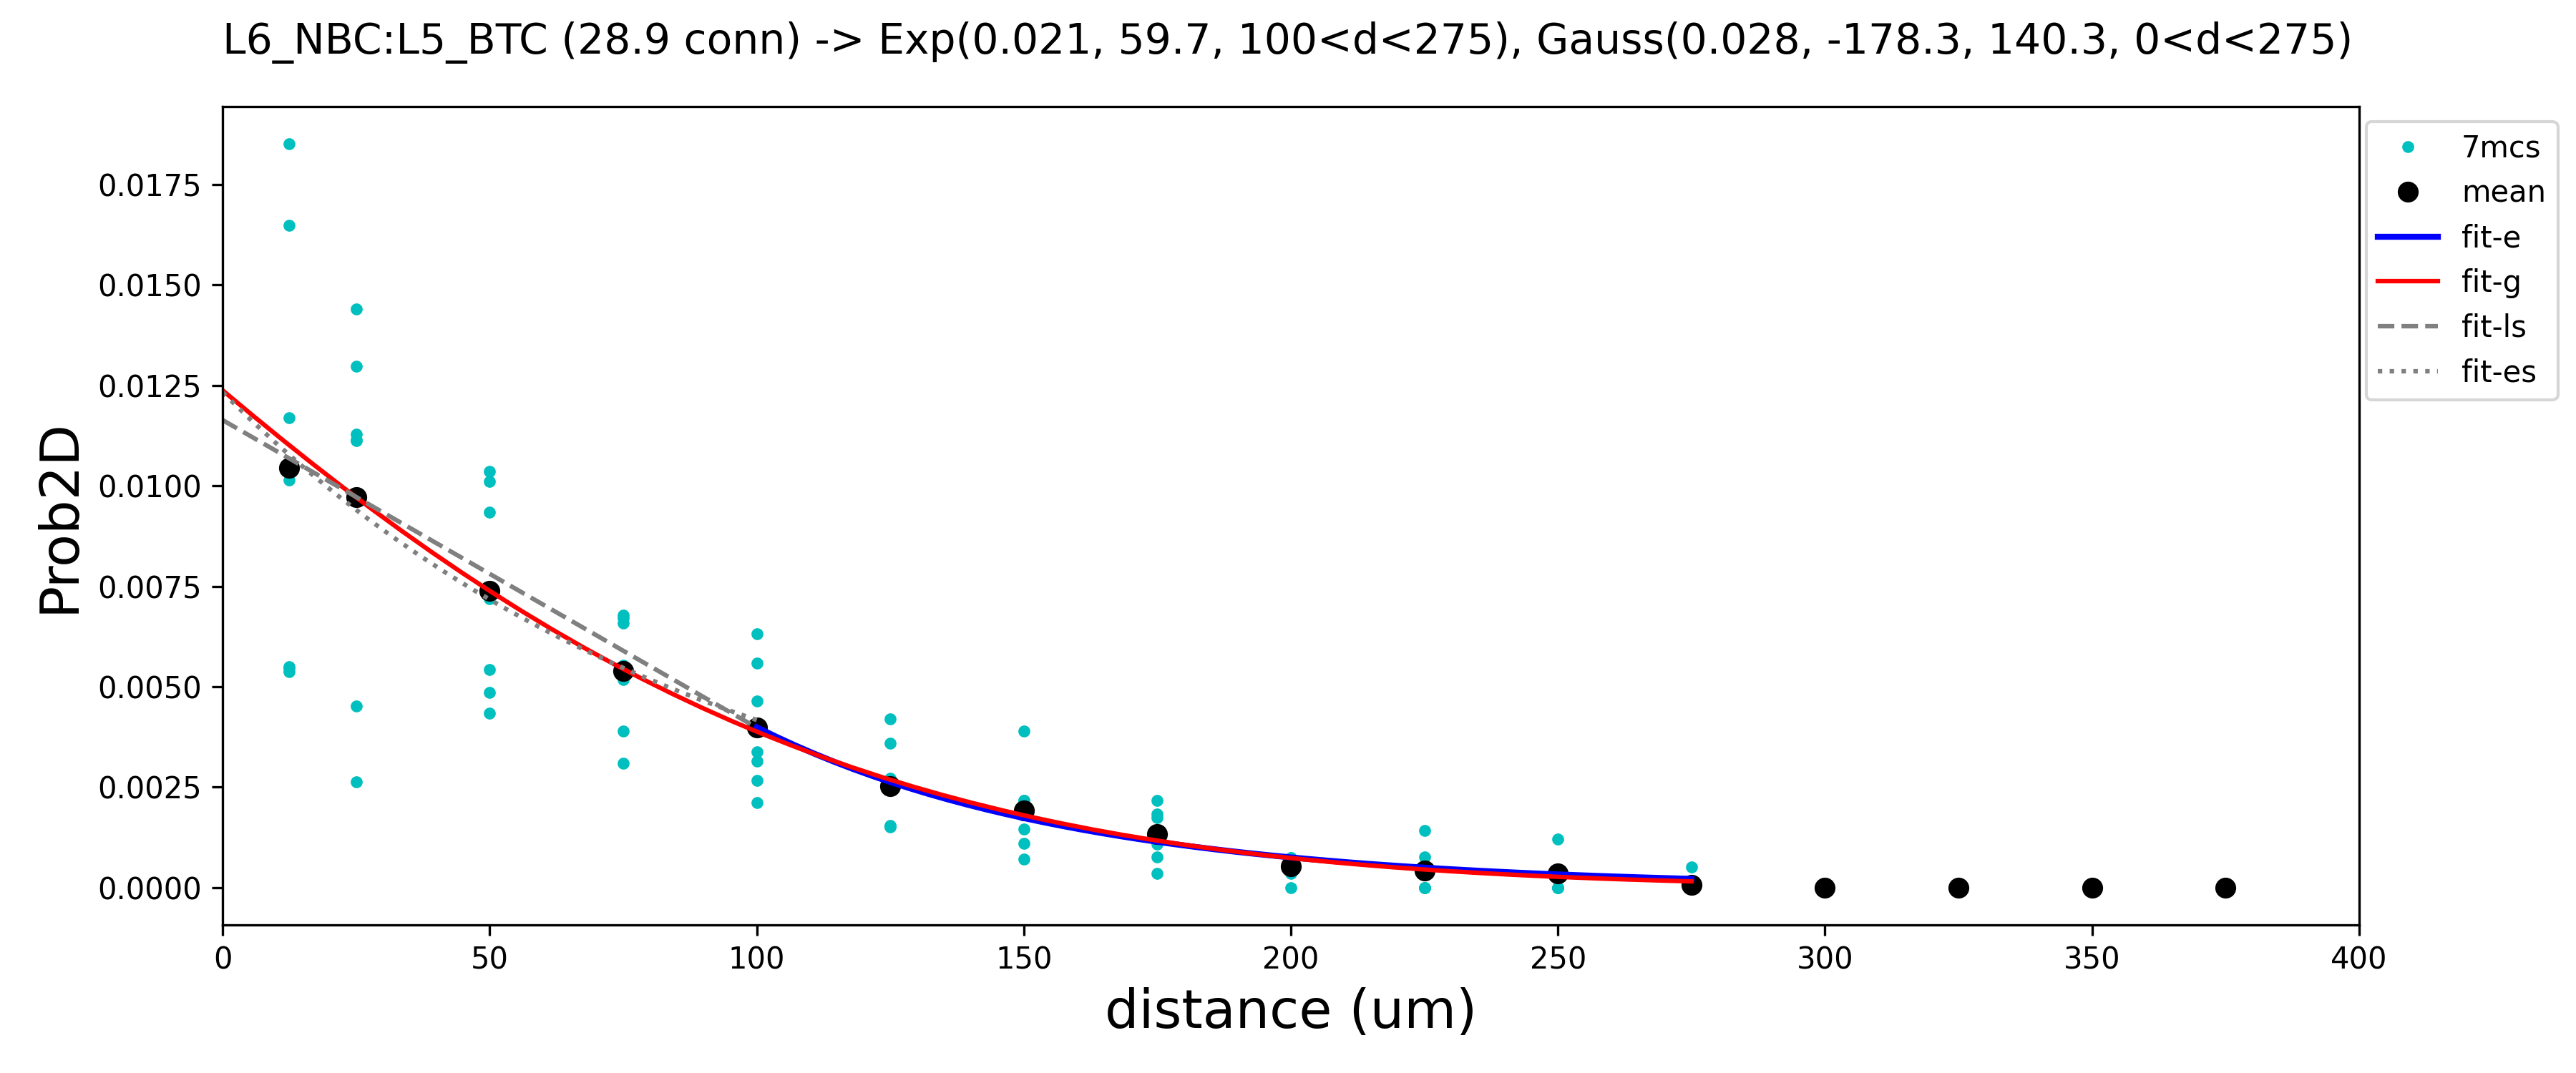 L6_NBC:L5_BTC (28.9 conn) -> Exp(0.021, 59.7, 100<d<275), Gauss(0.028, -178.3, 140.3, 0<d<275)
7mcs
mean
fit-e
fit-g
fit-ls
fit-es
Prob2D
0.0175
0.0150
0.0125
0.0100
0.0075
0.0050
0.0025
0.0000
0 50 100 150 200 250 300 350 400
distance (um)